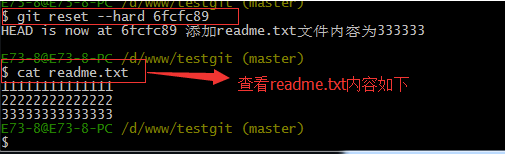 $ git reset --hard 6fcfc89
HEAD is now at 6fcfc89 添加readme.txt文件内容为333333
E73-8@E73-8-PC /d/www/testgit (master)
$ cat readme.txt
查看readme.txt内容如下
11111111111111
22222222222222
33333333333333
E73-8@E73-8-PC /d/www/testgit (master)
$